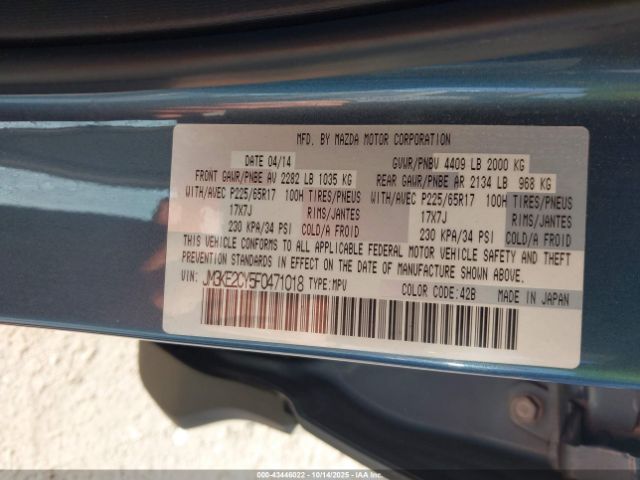 MFD. BY MAZDA MOTOR CORPORATION
DATE 04/14 GVWR/PNBV 4409 LB 2000 KG
FRONT GAWR/PNBE AV 2282 LB 1035 KG REAR GAWR/PNBE AR 2134 LB 968 KG
WITH/AVEC P225/65R17 100H TIRES/PNEUS WITH/AVEC P225/65R17 100H TIRES/PNEUS
17X7J RIMS/JANTES 17X7J RIMS/JANTES
230 KPA/34 PSI COLD/A FROID 230 KPA/34 PSI COLD/A FROID
THIS VEHICLE CONFORMS TO ALL APPLICABLE FEDERAL MOTOR VEHICLE SAFETY AND THEFT
PREVENTION STANDARDS IN EFFECT ON THE DATE OF MANUFACTURE SHOWN ABOVE.
VIN: JM3KE2CY5F0471018 TYPE:MPV COLOR CODE:42B MADE IN JAPAN
000-43446022 | 10/14/2025 | IAAI.COM